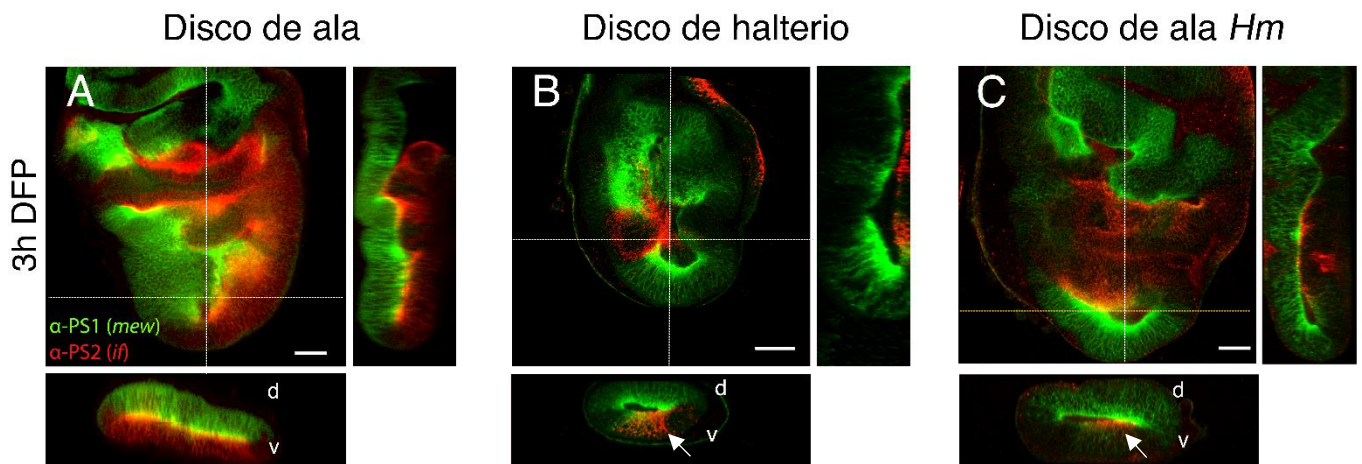 Disco de ala
Disco de halterio
Disco de ala Hm
3h DFP
A
B
C
α-PS1 (mew)
α-PS2 (if)
d
v
d
v
d
v